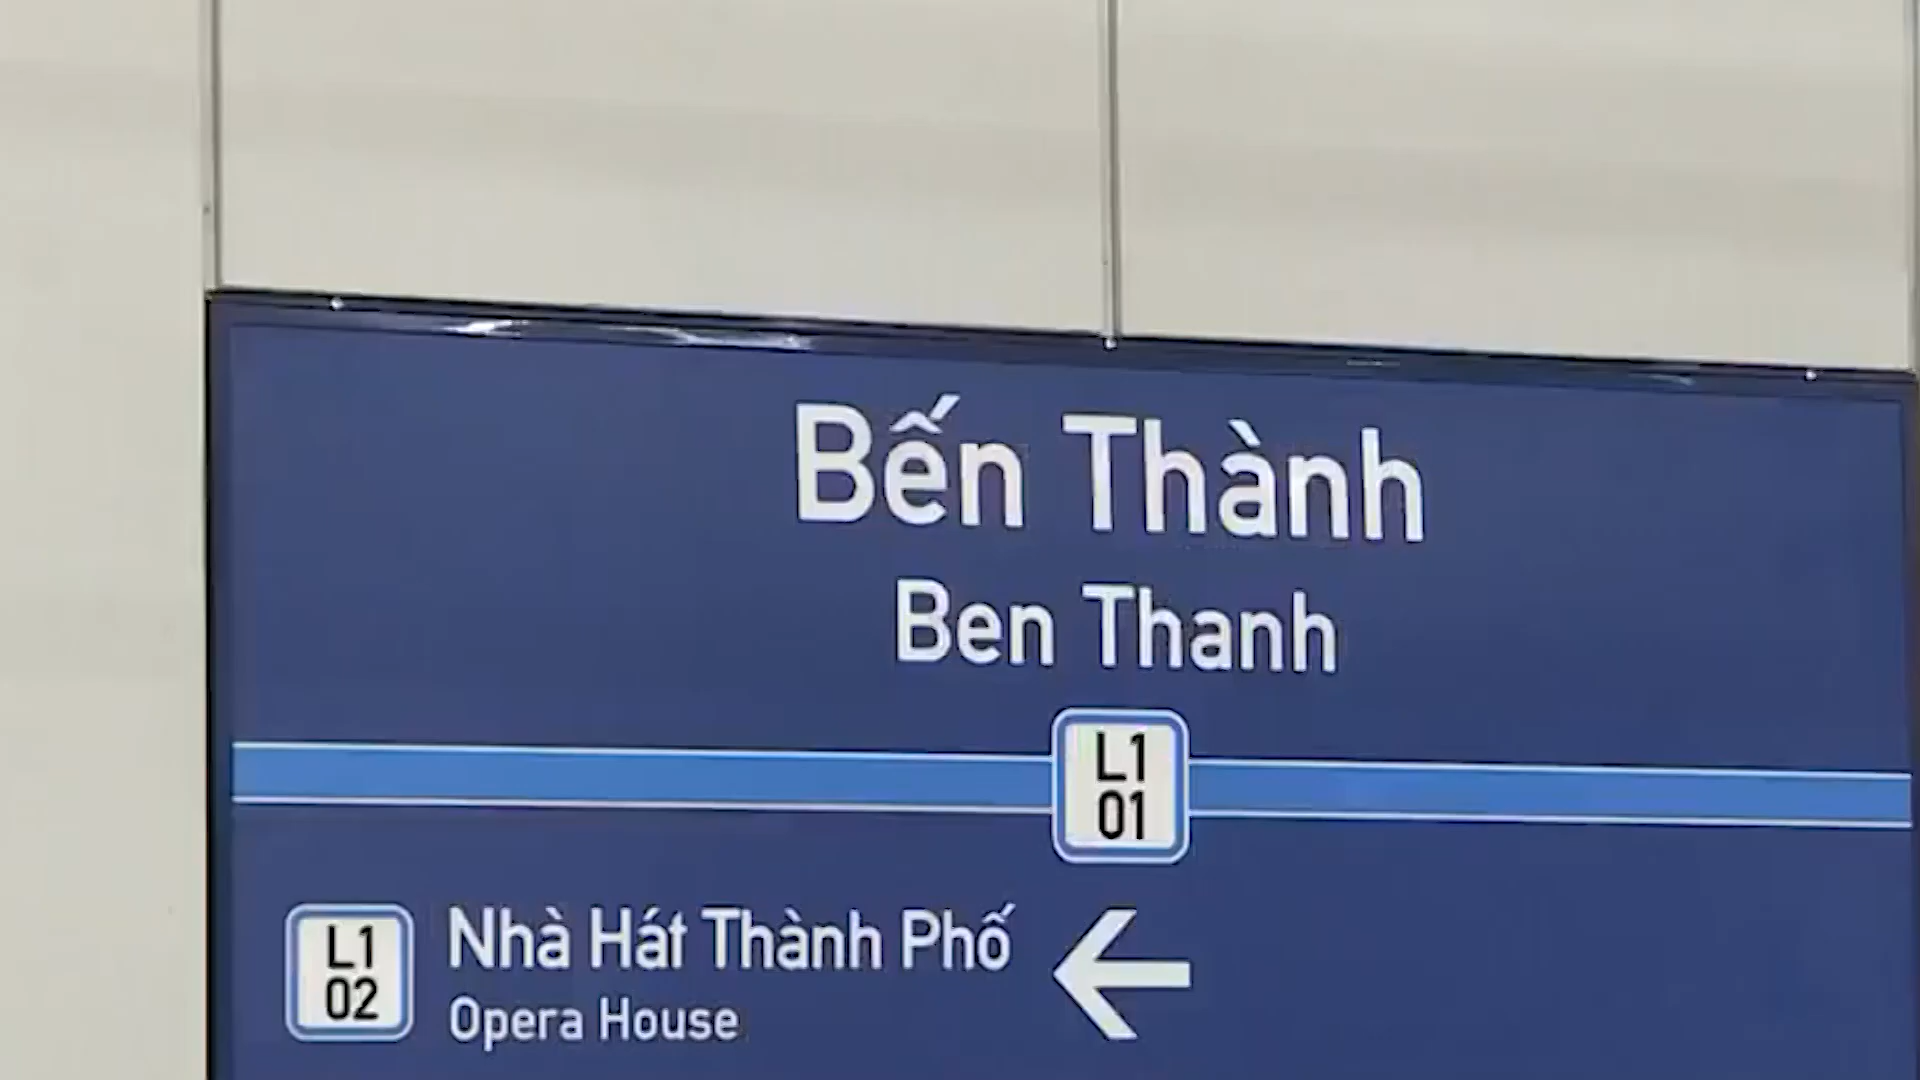 Bến Thành
Ben Thanh
L1
01
L1
02
Nhà Hát Thành Phố
Opera House